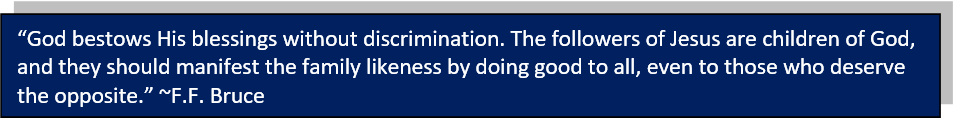 “God bestows His blessings without discrimination. The followers of Jesus are children of God,
and they should manifest the family likeness by doing good to all, even to those who deserve
the opposite.” ~F.F. Bruce